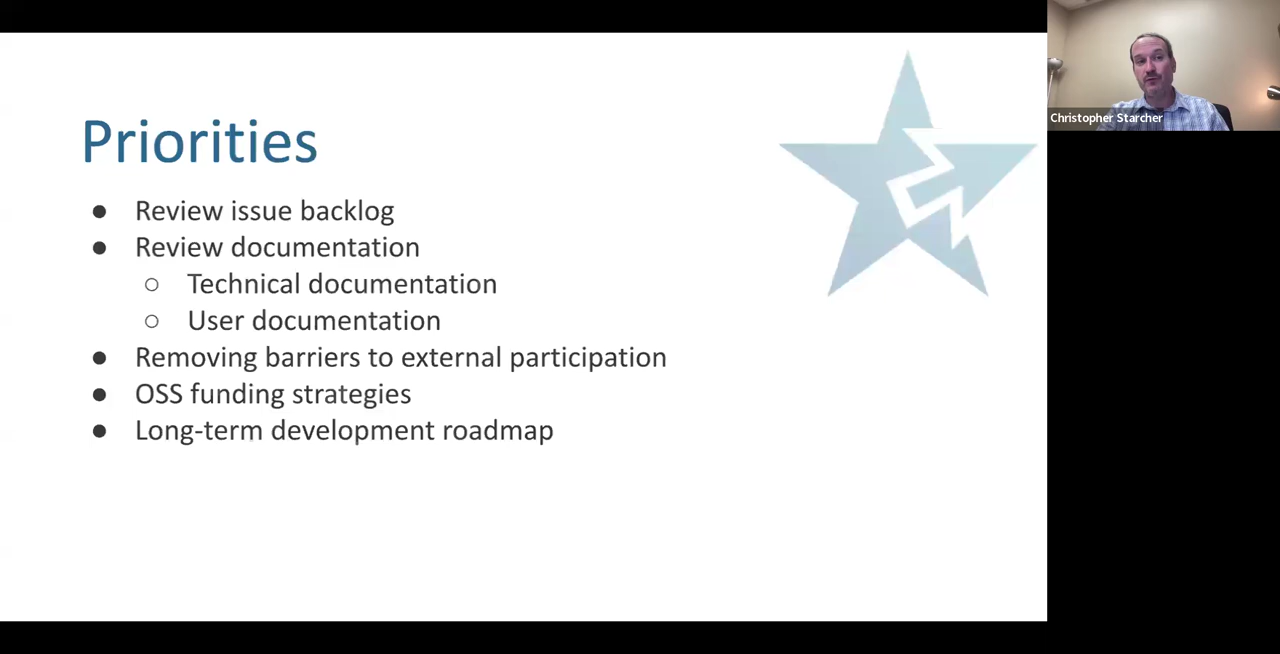 Priorities
● Review issue backlog
● Review documentation
○ Technical documentation
○ User documentation
● Removing barriers to external participation
● OSS funding strategies
● Long-term development roadmap
Christopher Starcher